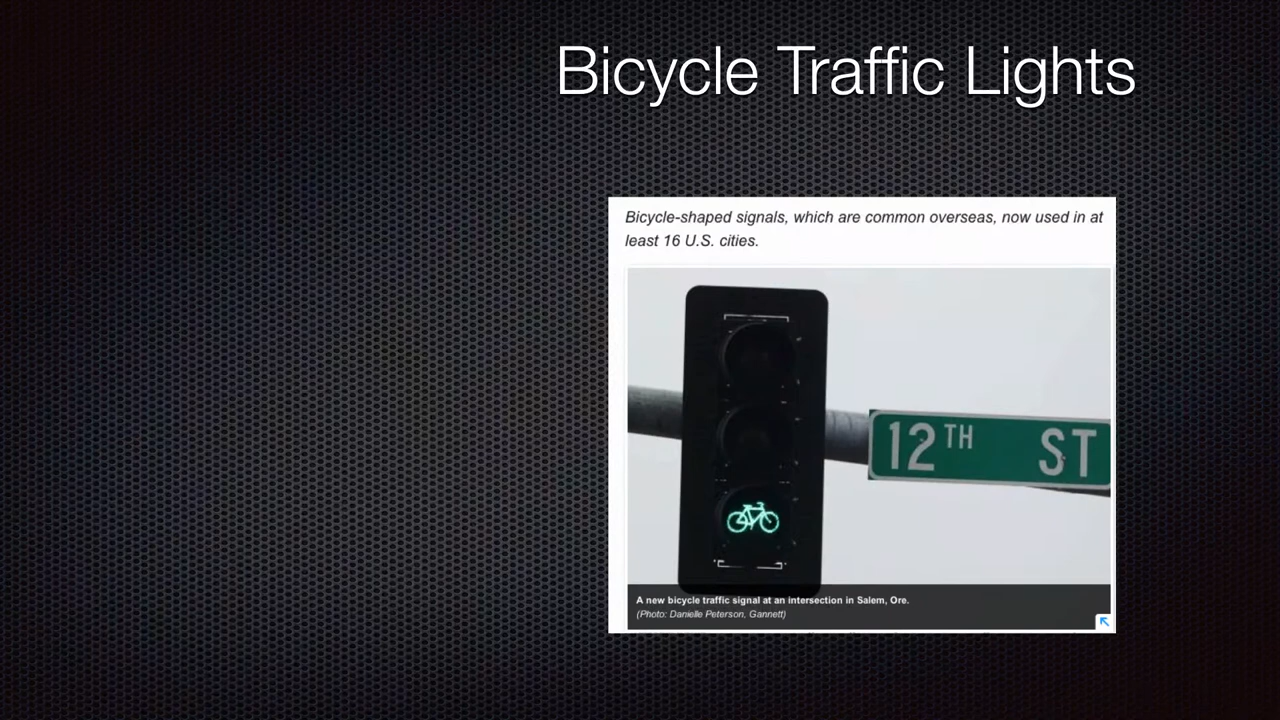 Bicycle Traffic Lights
Bicycle-shaped signals, which are common overseas, now used in at
least 16 U.S. cities.
12TH ST
A new bicycle traffic signal at an intersection in Salem, Ore.
(Photo: Danielle Peterson, Gannett)